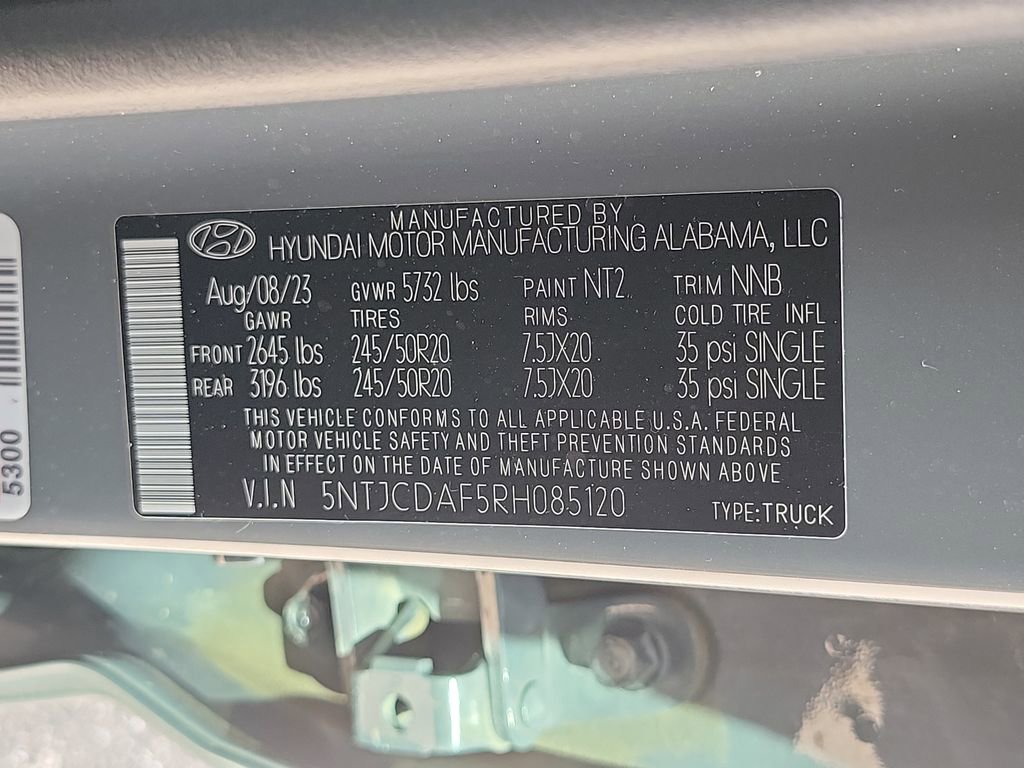 MANUFACTURED BY
HYUNDAI MOTOR MANUFACTURING ALABAMA, LLC
Aug/08/23 GVWR 5732 lbs PAINT NT2 TRIM NNB
GAWR TIRES RIMS COLD TIRE INFL
FRONT 2645 lbs 245/50R20 7.5JX20 35 psi SINGLE
REAR 3196 lbs 245/50R20 7.5JX20 35 psi SINGLE
THIS VEHICLE CONFORMS TO ALL APPLICABLE U.S.A. FEDERAL
MOTOR VEHICLE SAFETY AND THEFT PREVENTION STANDARDS
IN EFFECT ON THE DATE OF MANUFACTURE SHOWN ABOVE
V.I.N 5NTJCDAF5RH085120 TYPE:TRUCK
5300